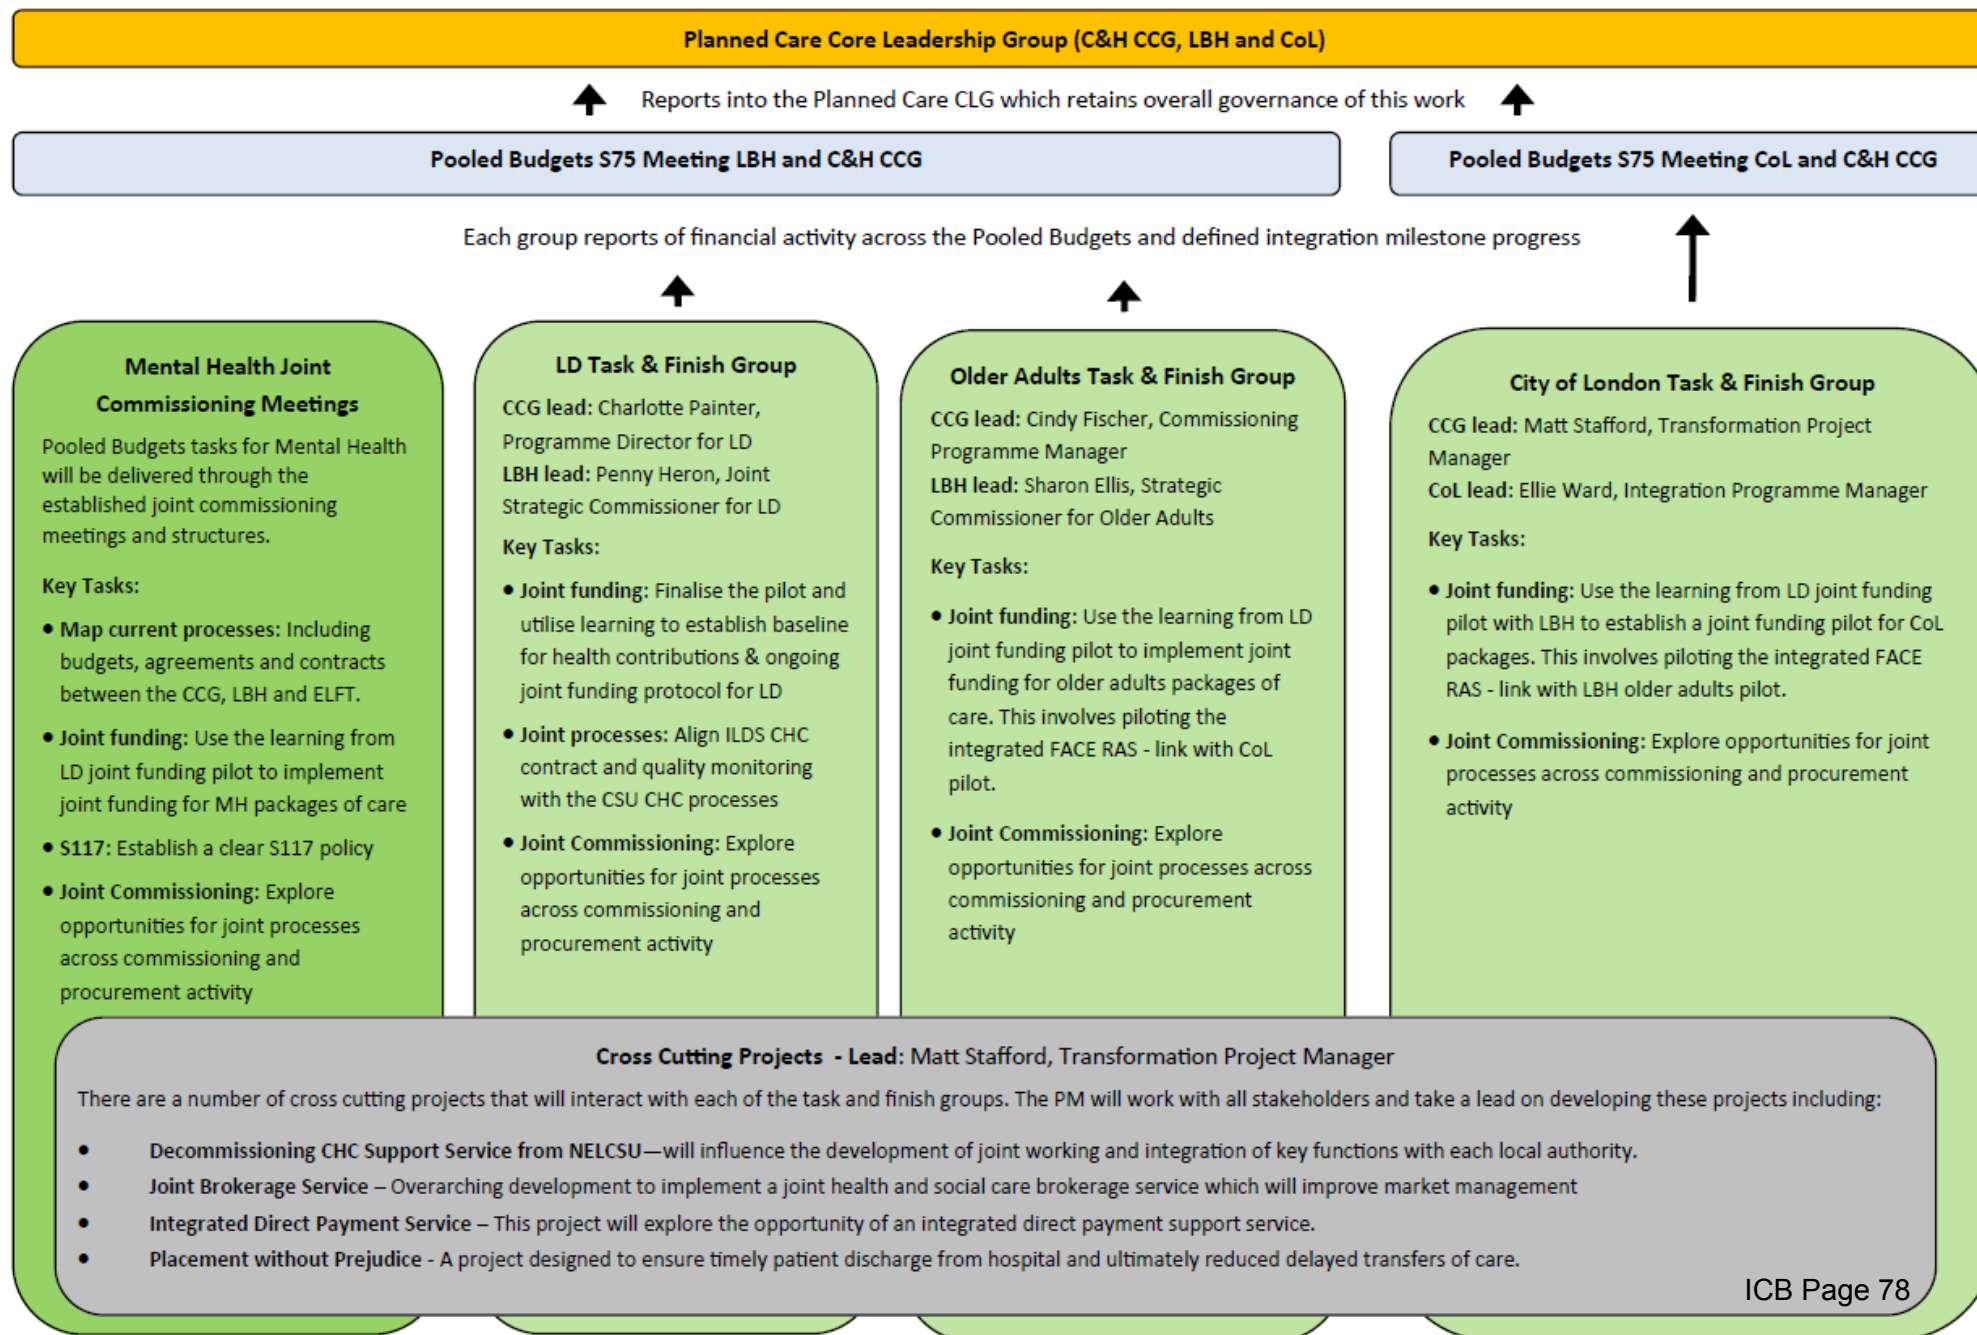 Planned Care Core Leadership Group (C&H CCG, LBH and CoL)
Reports into the Planned Care CLG which retains overall governance of this work
Pooled Budgets S75 Meeting LBH and C&H CCG
Pooled Budgets S75 Meeting CoL and C&H CCG
Each group reports of financial activity across the Pooled Budgets and defined integration milestone progress
Mental Health Joint
Commissioning Meetings
Pooled Budgets tasks for Mental Health
will be delivered through the
established joint commissioning
meetings and structures.
Key Tasks:
• Map current processes: Including
budgets, agreements and contracts
between the CCG, LBH and ELFT.
• Joint funding: Use the learning from
LD joint funding pilot to implement
joint funding for MH packages of care
• S117: Establish a clear S117 policy
• Joint Commissioning: Explore
opportunities for joint processes
across commissioning and
procurement activity
LD Task & Finish Group
CCG lead: Charlotte Painter,
Programme Director for LD
LBH lead: Penny Heron, Joint
Strategic Commissioner for LD
Key Tasks:
• Joint funding: Finalise the pilot and
utilise learning to establish baseline
for health contributions & ongoing
joint funding protocol for LD
• Joint processes: Align ILDS CHC
contract and quality monitoring
with the CSU CHC processes
• Joint Commissioning: Explore
opportunities for joint processes
across commissioning and
procurement activity
Older Adults Task & Finish Group
CCG lead: Cindy Fischer, Commissioning
Programme Manager
LBH lead: Sharon Ellis, Strategic
Commissioner for Older Adults
Key Tasks:
• Joint funding: Use the learning from LD
joint funding pilot to implement joint
funding for older adults packages of
care. This involves piloting the
integrated FACE RAS - link with CoL
pilot.
• Joint Commissioning: Explore
opportunities for joint processes across
commissioning and procurement
activity
City of London Task & Finish Group
CCG lead: Matt Stafford, Transformation Project
Manager
CoL lead: Ellie Ward, Integration Programme Manager
Key Tasks:
• Joint funding: Use the learning from LD joint funding
pilot with LBH to establish a joint funding pilot for CoL
packages. This involves piloting the integrated FACE
RAS - link with LBH older adults pilot.
• Joint Commissioning: Explore opportunities for joint
processes across commissioning and procurement
activity
Cross Cutting Projects - Lead: Matt Stafford, Transformation Project Manager
There are a number of cross cutting projects that will interact with each of the task and finish groups. The PM will work with all stakeholders and take a lead on developing these projects including:
• Decommissioning CHC Support Service from NELCSU—will influence the development of joint working and integration of key functions with each local authority.
• Joint Brokerage Service – Overarching development to implement a joint health and social care brokerage service which will improve market management
• Integrated Direct Payment Service – This project will explore the opportunity of an integrated direct payment support service.
• Placement without Prejudice - A project designed to ensure timely patient discharge from hospital and ultimately reduced delayed transfers of care.
ICB Page 78